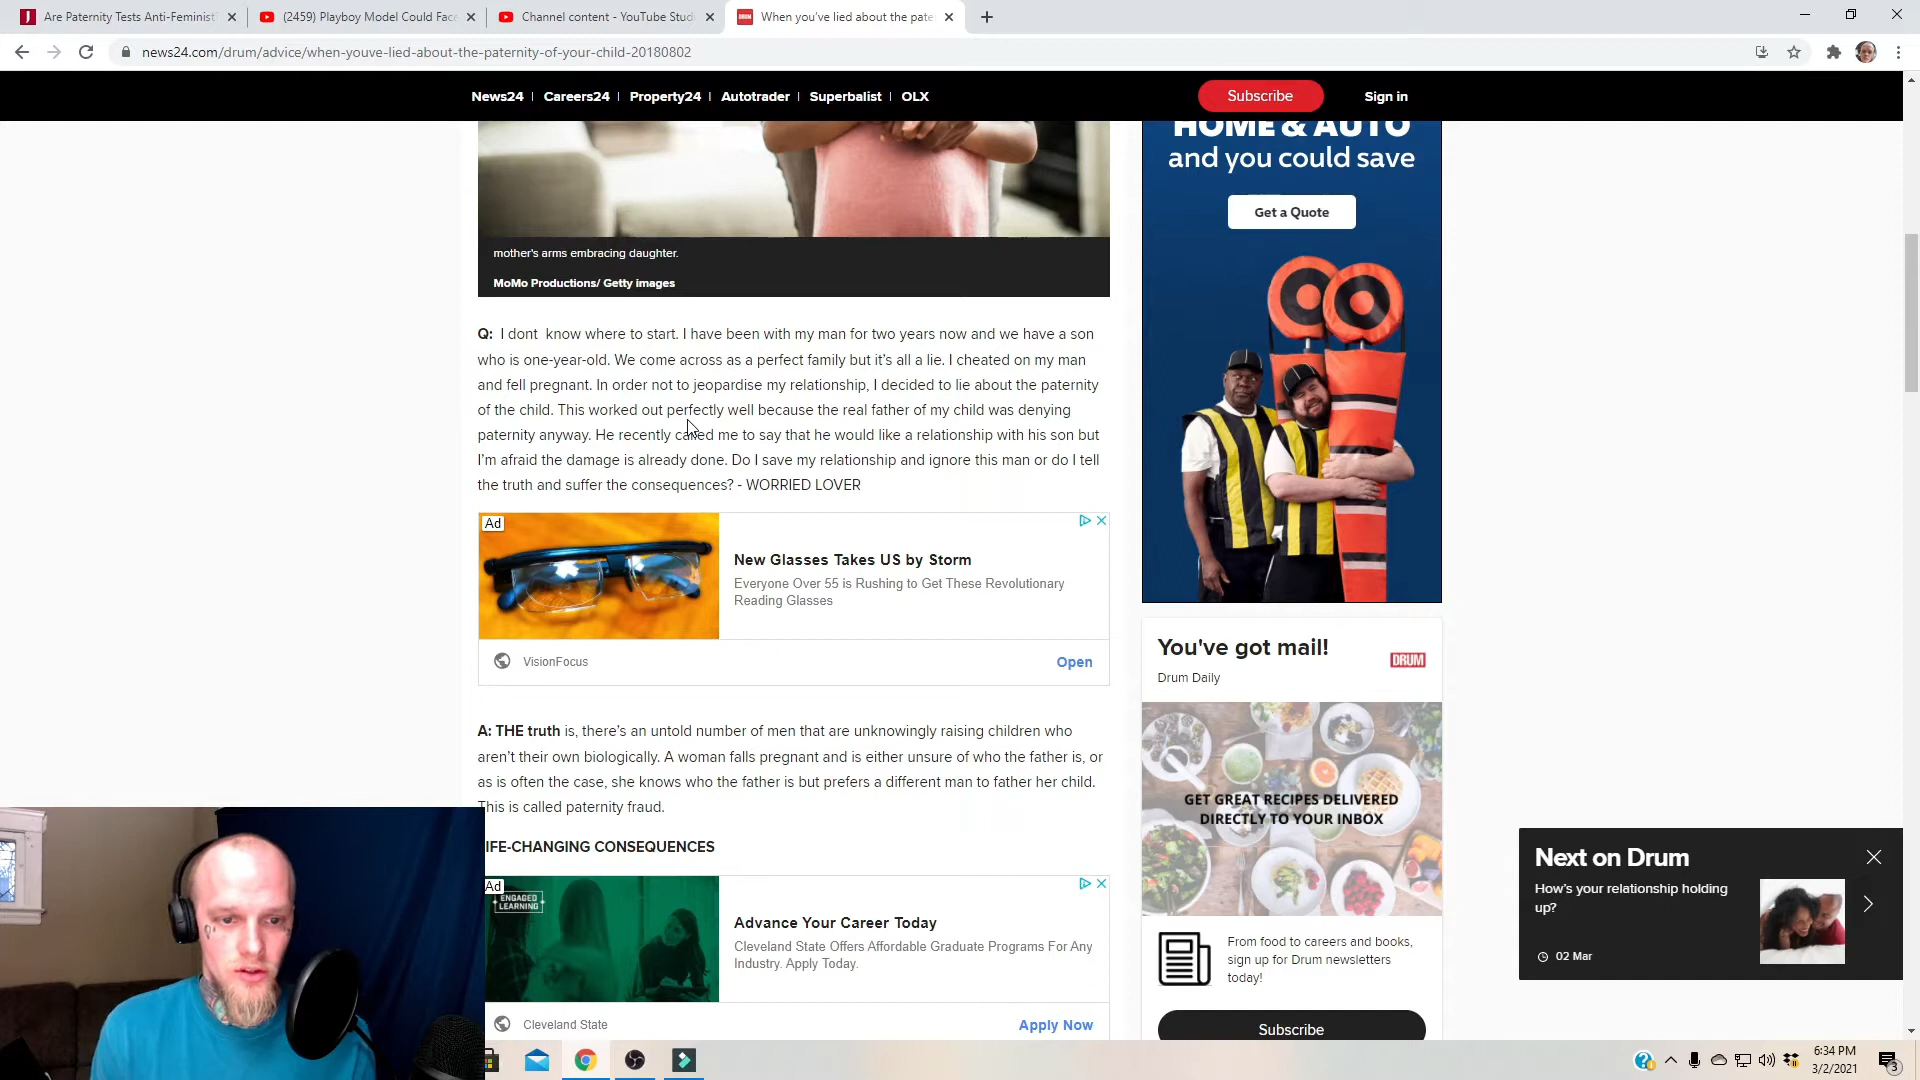 Are Paternity Tests Anti-Feminist
(2459) Playboy Model Could Face
Channel content - YouTube Stud
When you've lied about the pate
news24.com/drum/advice/when-youve-lied-about-the-paternity-of-your-child-20180802
News24 | Careers24 | Property24 | Autotrader | Superbalist | OLX
Subscribe
Sign in
mother's arms embracing daughter.
MoMo Productions/ Getty images
HOME & AUTO
and you could save
Get a Quote
Q: I dont know where to start. I have been with my man for two years now and we have a son
who is one-year-old. We come across as a perfect family but it's all a lie. I cheated on my man
and fell pregnant. In order not to jeopardise my relationship, I decided to lie about the paternity
of the child. This worked out perfectly well because the real father of my child was denying
paternity anyway. He recently called me to say that he would like a relationship with his son but
I'm afraid the damage is already done. Do I save my relationship and ignore this man or do I tell
the truth and suffer the consequences? - WORRIED LOVER
Ad
New Glasses Takes US by Storm
Everyone Over 55 is Rushing to Get These Revolutionary
Reading Glasses
VisionFocus
Open
A: THE truth is, there's an untold number of men that are unknowingly raising children who
aren't their own biologically. A woman falls pregnant and is either unsure of who the father is, or
as is often the case, she knows who the father is but prefers a different man to father her child.
This is called paternity fraud.
IFE-CHANGING CONSEQUENCES
Ad
ENGAGED
LEARNING
Advance Your Career Today
Cleveland State Offers Affordable Graduate Programs For Any
Industry. Apply Today.
Cleveland State
Apply Now
You've got mail!
Drum Daily
DRUM
GET GREAT RECIPES DELIVERED
DIRECTLY TO YOUR INBOX
From food to careers and books,
sign up for Drum newsletters
today!
Subscribe
Next on Drum
How's your relationship holding
up?
02 Mar
6:34 PM
3/2/2021
3